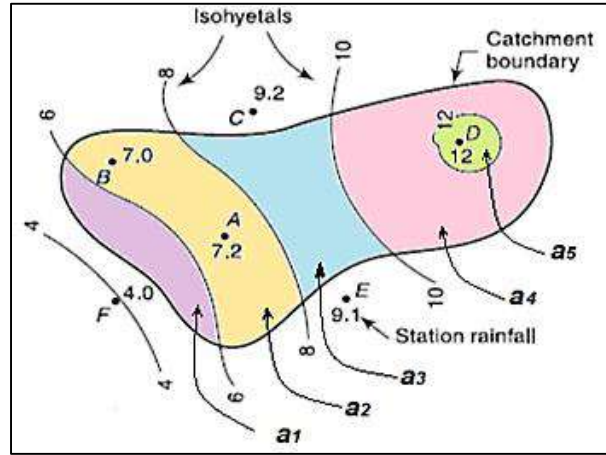 Isohyetals
10
Catchment
boundary
8
9.2
C
6
12
D
12
7.0
B
A
7.2
4
a5
4.0
F
E
9.1
10
a4
Station rainfall
8
a3
4
6
a2
a1